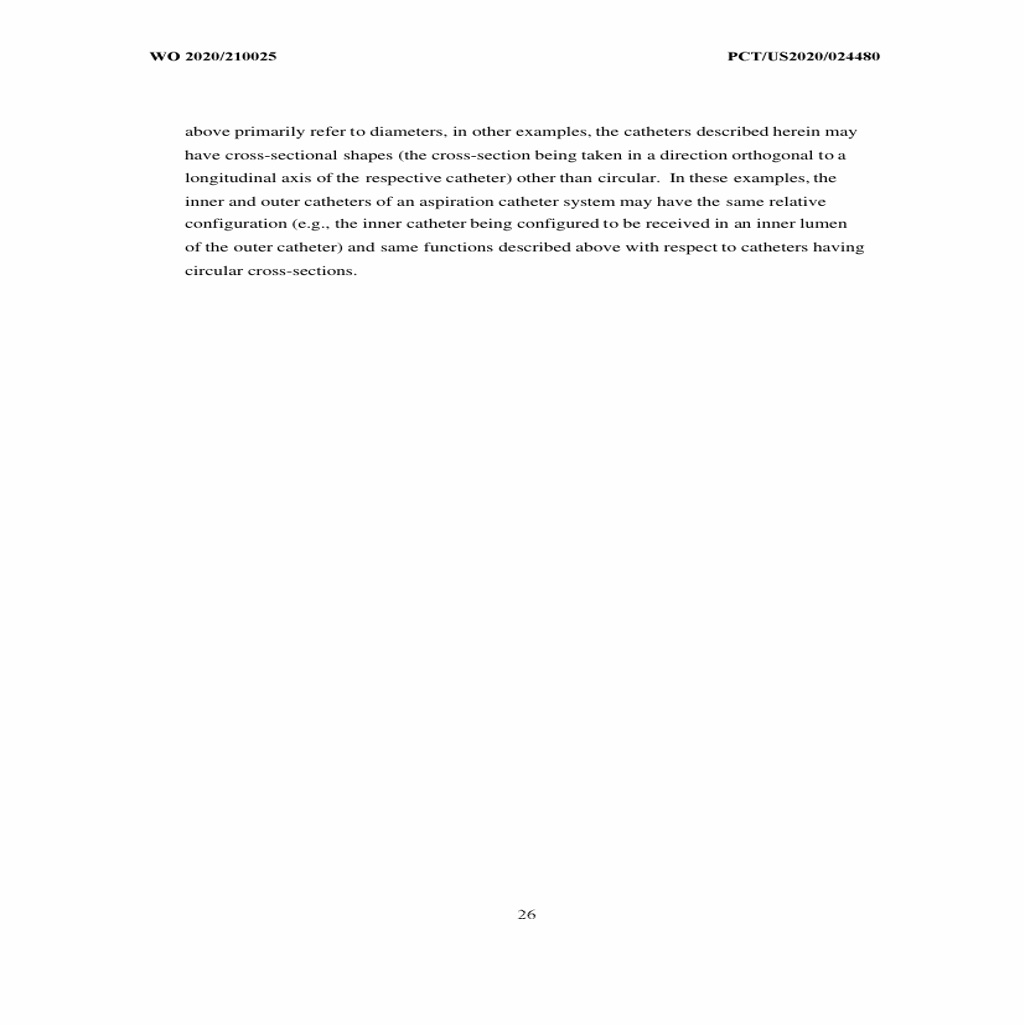 WO 2020/210025 PCT/US2020/024480
above primarily refer to diameters, in other examples, the catheters described herein may
have cross-sectional shapes (the cross-section being taken in a direction orthogonal to a
longitudinal axis of the respective catheter) other than circular. In these examples, the
inner and outer catheters of an aspiration catheter system may have the same relative
configuration (e.g., the inner catheter being configured to be received in an inner lumen
of the outer catheter) and same functions described above with respect to catheters having
circular cross-sections.
26